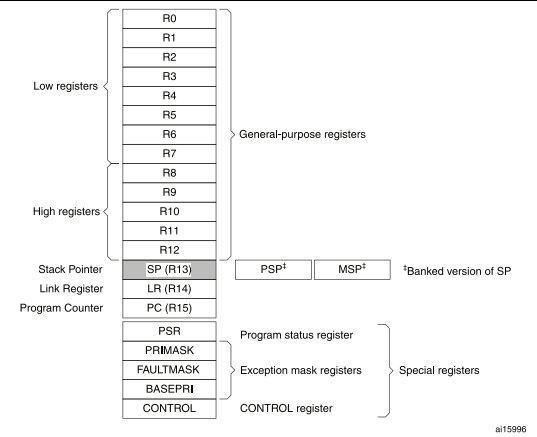 R0
R1
R2
R3
Low registers
R4
R5
R6
General-purpose registers
R7
R8
R9
High registers
R10
R11
R12
Stack Pointer SP (R13) PSP‡ MSP‡ ‡Banked version of SP
Link Register LR (R14)
Program Counter PC (R15)
PSR Program status register
PRIMASK
FAULTMASK Exception mask registers Special registers
BASEPRI
CONTROL CONTROL register
ai15996